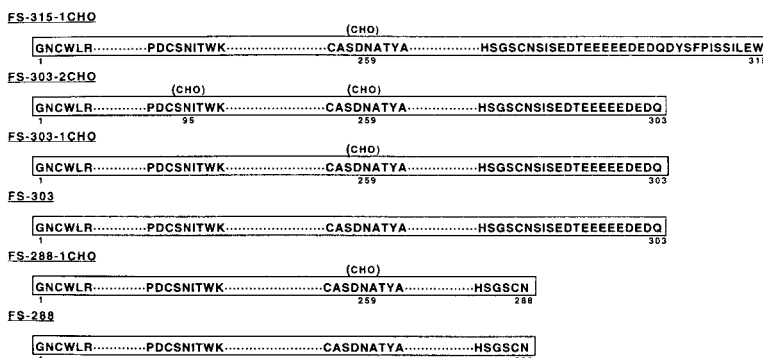 FS-315-1CHO
(CHO)
GNCWLR············PDCSNITWK··························CASDNATYA··················HSGSCNSISEDTEEEEEDEDQDYSFPISSILEW
1 259 315
FS-303-2CHO
(CHO) (CHO)
GNCWLR············PDCSNITWK··························CASDNATYA··················HSGSCNSISEDTEEEEEDEDQ
1 95 259 303
FS-303-1CHO
(CHO)
GNCWLR············PDCSNITWK··························CASDNATYA··················HSGSCNSISEDTEEEEEDEDQ
1 259 303
FS-303
GNCWLR············PDCSNITWK··························CASDNATYA··················HSGSCNSISEDTEEEEEDEDQ
1 303
FS-288-1CHO
(CHO)
GNCWLR············PDCSNITWK··························CASDNATYA··················HSGSCN
1 259 288
FS-288
GNCWLR············PDCSNITWK··························CASDNATYA··················HSGSCN